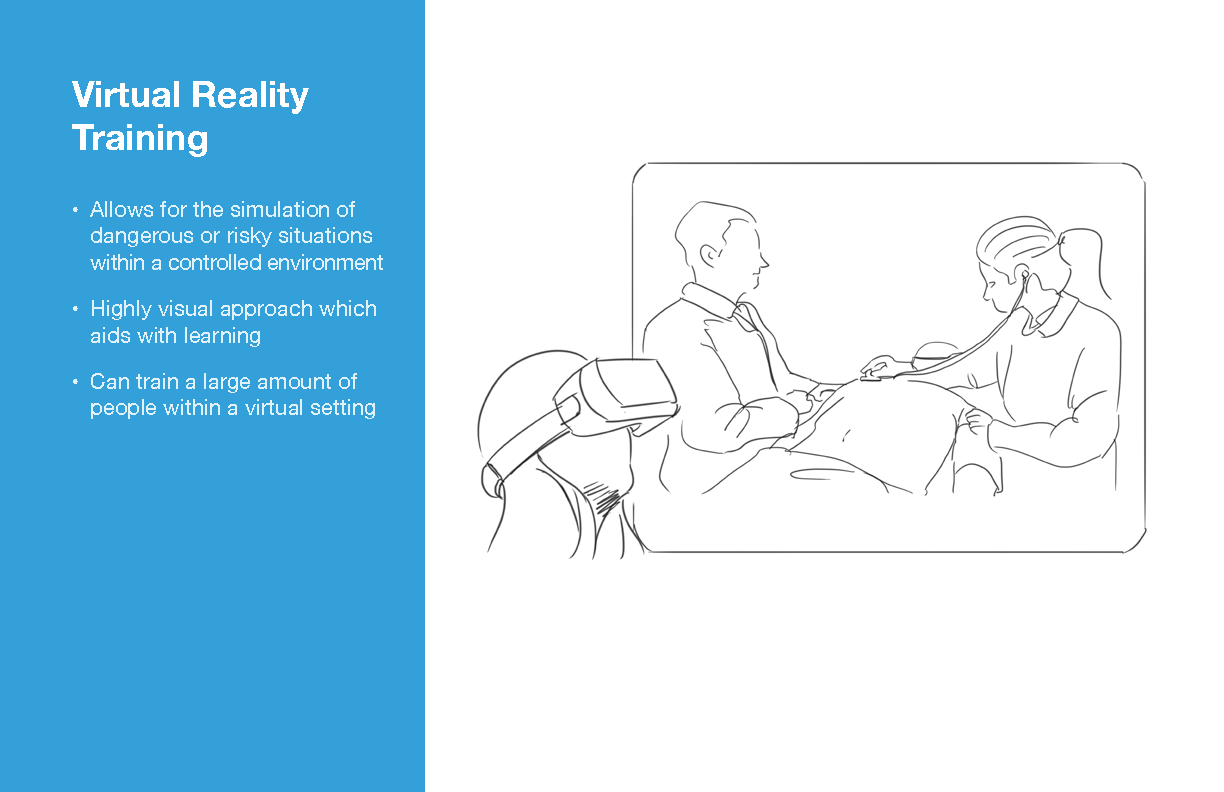 Virtual Reality
Training
• Allows for the simulation of
dangerous or risky situations
within a controlled environment
• Highly visual approach which
aids with learning
• Can train a large amount of
people within a virtual setting